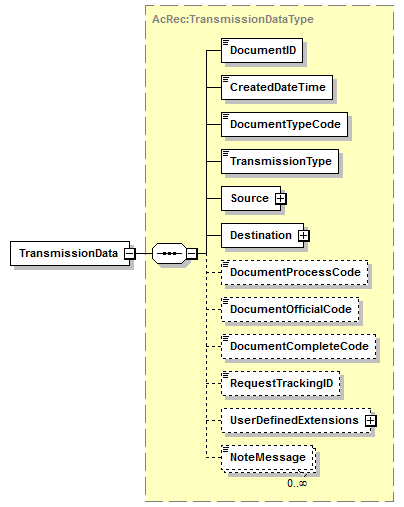 AcRec:TransmissionDataType
DocumentID
CreatedDateTime
DocumentTypeCode
TransmissionType
Source
Destination
TransmissionData
DocumentProcessCode
DocumentOfficialCode
DocumentCompleteCode
RequestTrackingID
UserDefinedExtensions
NoteMessage
0..∞